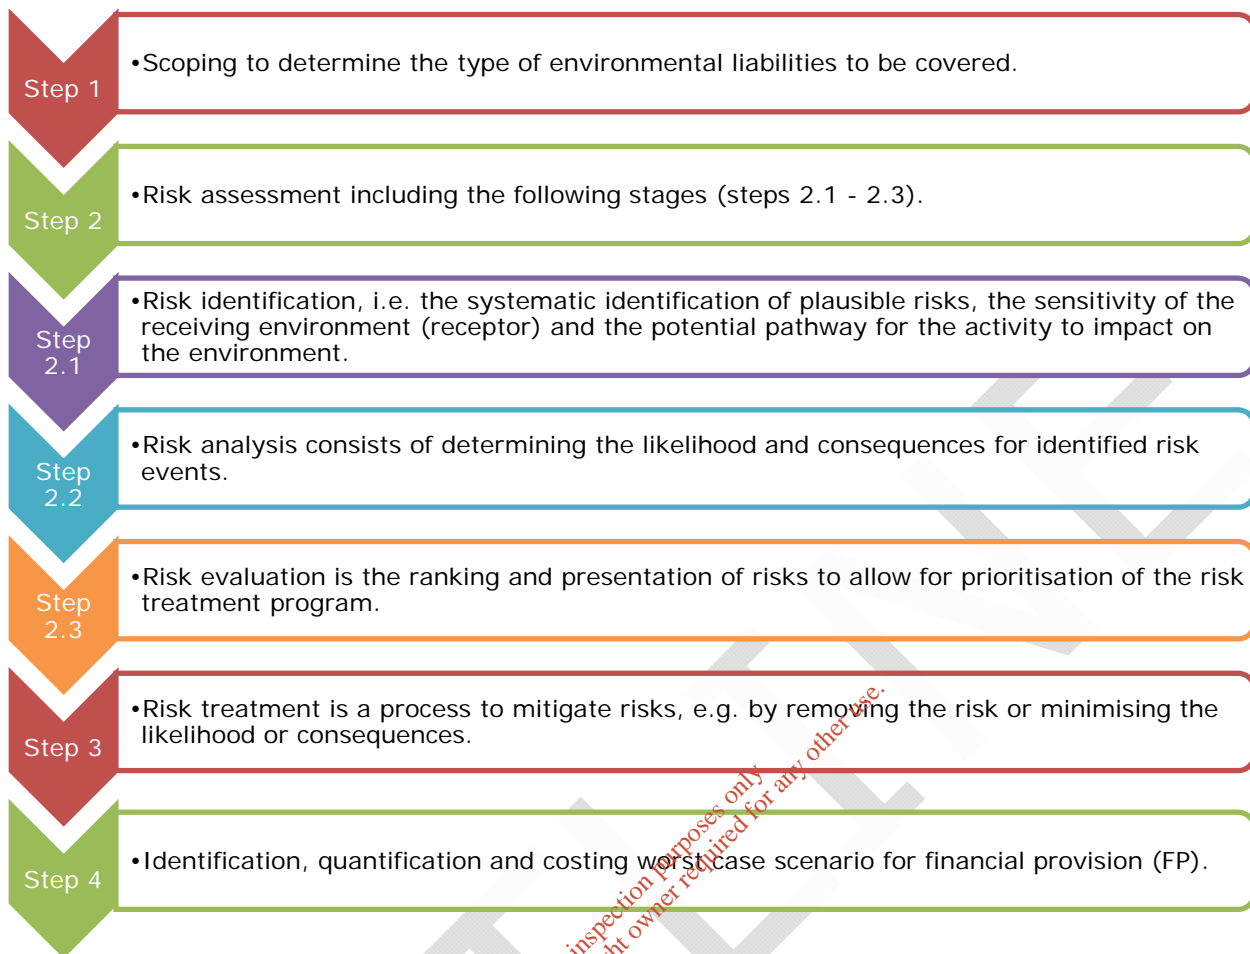 Step 1
•Scoping to determine the type of environmental liabilities to be covered.
Step 2
•Risk assessment including the following stages (steps 2.1 - 2.3).
Step
2.1
•Risk identification, i.e. the systematic identification of plausible risks, the sensitivity of the
receiving environment (receptor) and the potential pathway for the activity to impact on
the environment.
Step
2.2
•Risk analysis consists of determining the likelihood and consequences for identified risk
events.
Step
2.3
•Risk evaluation is the ranking and presentation of risks to allow for prioritisation of the risk
treatment program.
Step 3
•Risk treatment is a process to mitigate risks, e.g. by removing the risk or minimising the
likelihood or consequences.
Step 4
•Identification, quantification and costing worst case scenario for financial provision (FP).
inspection purposes only
owner required for any other use.